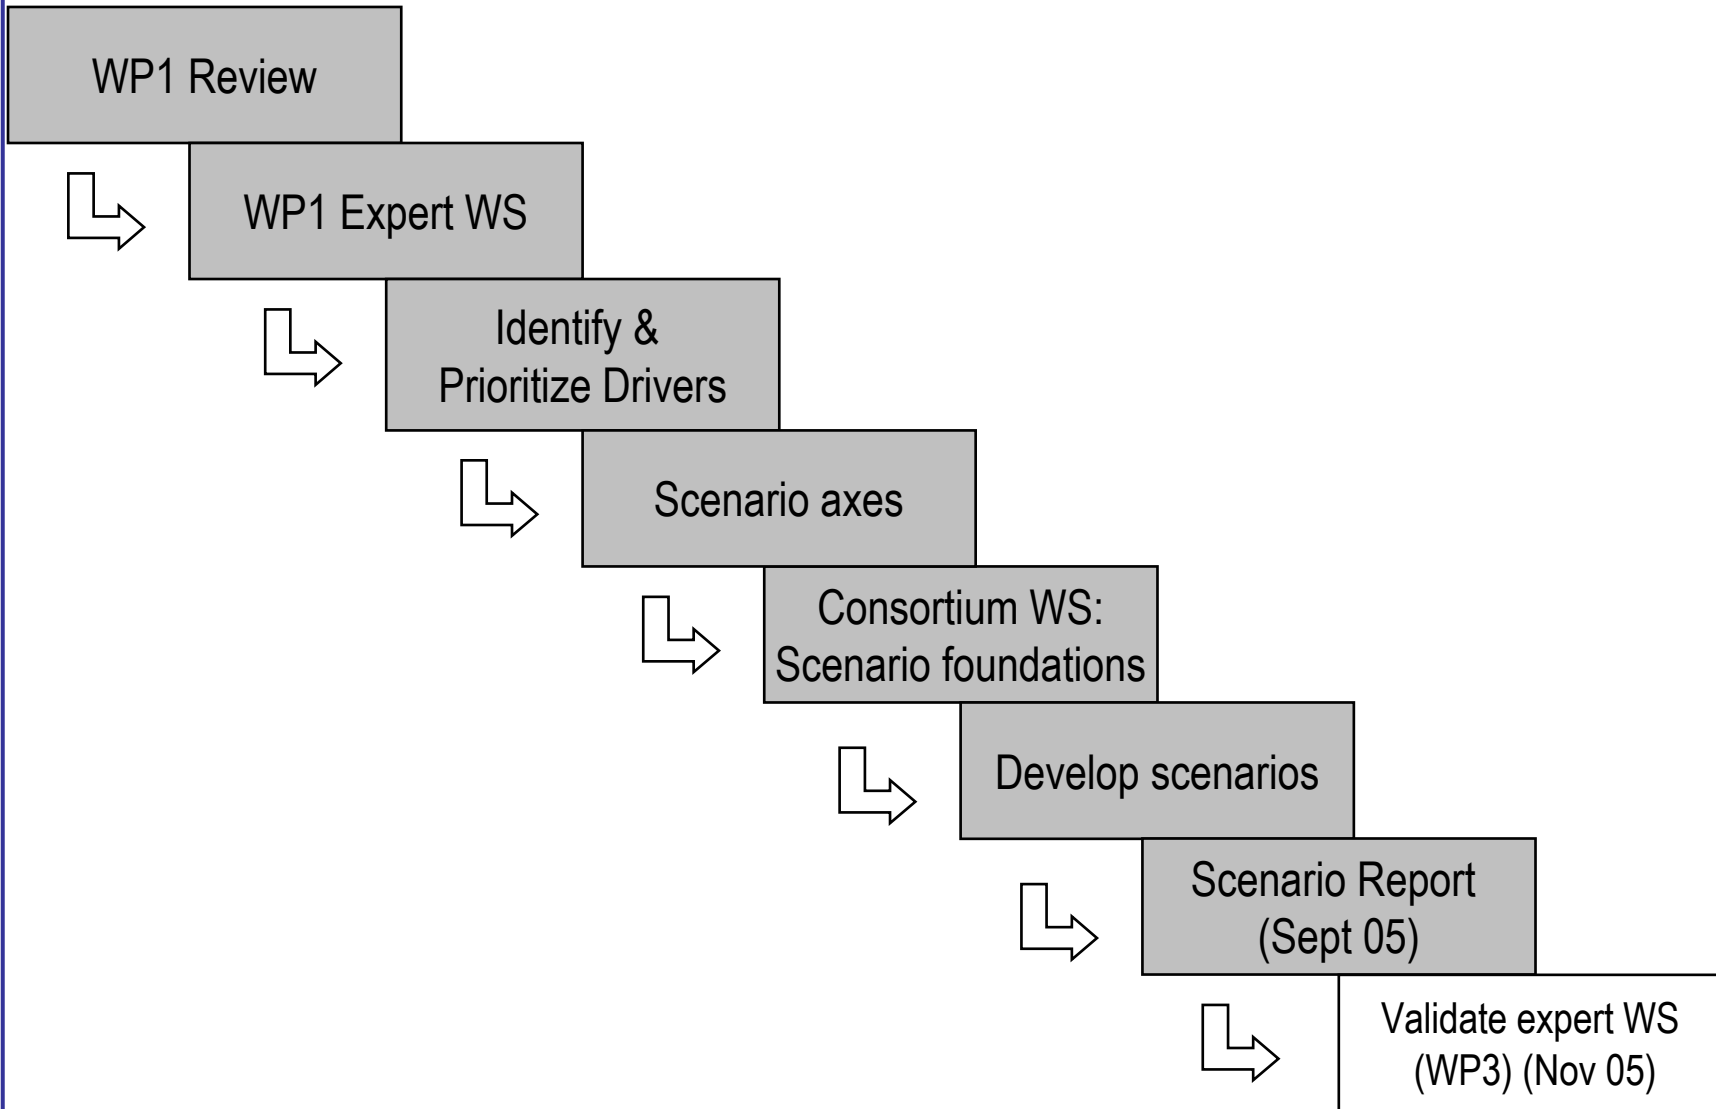 WP1 Review
WP1 Expert WS
Identify &
Prioritize Drivers
Scenario axes
Consortium WS:
Scenario foundations
Develop scenarios
Scenario Report
(Sept 05)
Validate expert WS
(WP3) (Nov 05)